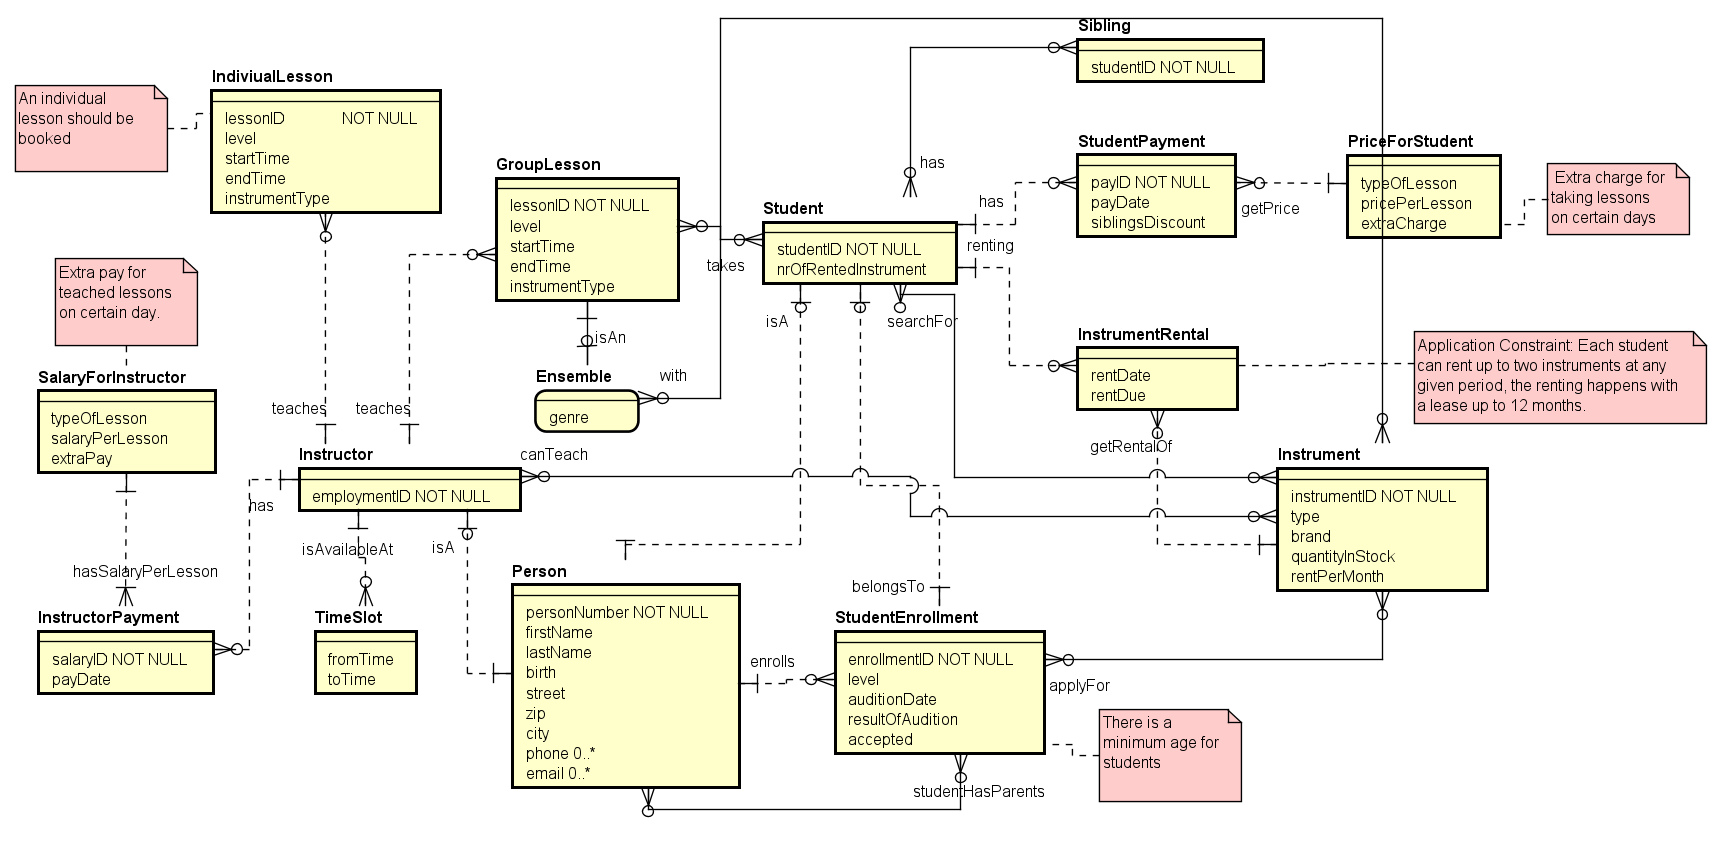 Sibling
studentID NOT NULL
IndiviualLesson
lessonID NOT NULL
level
startTime
endTime
instrumentType
An individual
lesson should be
booked
GroupLesson
lessonID NOT NULL
level
startTime
endTime
instrumentType
has
StudentPayment
payID NOT NULL
payDate
siblingsDiscount
getPrice
PriceForStudent
typeOfLesson
pricePerLesson
extraCharge
Extra charge for
taking lessons
on certain days
has
renting
Student
studentID NOT NULL
nrOfRentedInstrument
takes
isA
searchFor
Extra pay for
teached lessons
on certain day.
isAn
Ensemble
genre
with
InstrumentRental
rentDate
rentDue
getRentalOf
Application Constraint: Each student
can rent up to two instruments at any
given period, the renting happens with
a lease up to 12 months.
SalaryForInstructor
typeOfLesson
salaryPerLesson
extraPay
teaches
teaches
Instructor
employmentID NOT NULL
canTeach
has
isAvailableAt
isA
Instrument
instrumentID NOT NULL
type
brand
quantityInStock
rentPerMonth
hasSalaryPerLesson
InstructorPayment
salaryID NOT NULL
payDate
TimeSlot
fromTime
toTime
Person
personNumber NOT NULL
firstName
lastName
birth
street
zip
city
phone 0..*
email 0..*
enrolls
belongsTo
StudentEnrollment
enrollmentID NOT NULL
level
auditionDate
resultOfAudition
accepted
applyFor
studentHasParents
There is a
minimum age for
students